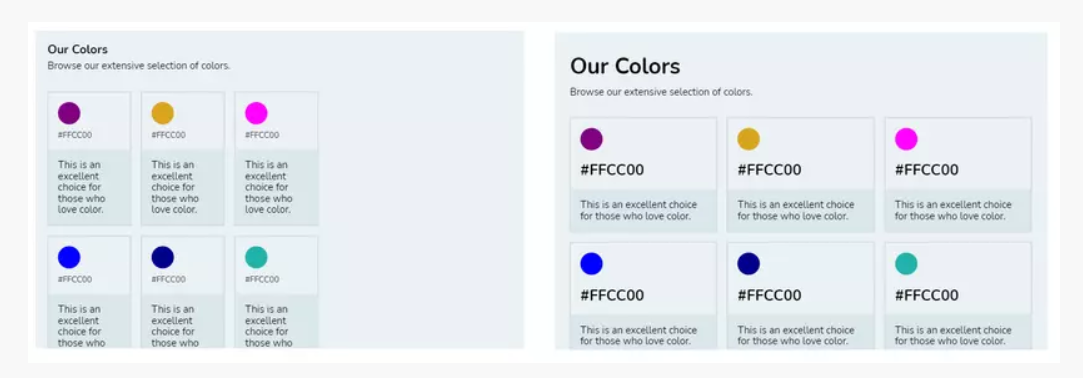 Our Colors
Browse our extensive selection of colors.
#FFCC00
This is an
excellent
choice for
those who
love color.
#FFCC00
This is an
excellent
choice for
those who
love color.
#FFCC00
This is an
excellent
choice for
those who
love color.
#FFCC00
This is an
excellent
choice for
those who
#FFCC00
This is an
excellent
choice for
those who
#FFCC00
This is an
excellent
choice for
those who
Our Colors
Browse our extensive selection of colors.
#FFCC00
This is an excellent choice
for those who love color.
#FFCC00
This is an excellent choice
for those who love color.
#FFCC00
This is an excellent choice
for those who love color.
#FFCC00
This is an excellent choice
for those who love color.
#FFCC00
This is an excellent choice
for those who love color.
#FFCC00
This is an excellent choice
for those who love color.